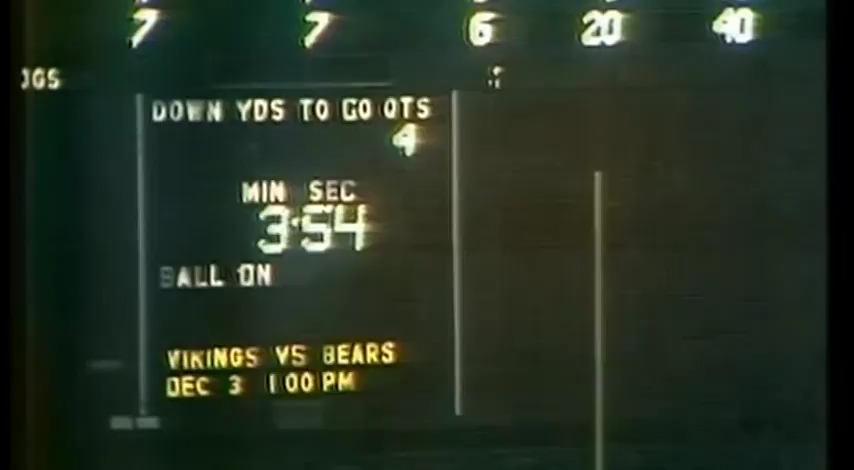 7 7 6 20 40
DOWN YDS TO GO QTS
4
MIN SEC
3:54
BALL ON
VIKINGS VS BEARS
DEC 3 1 00 PM